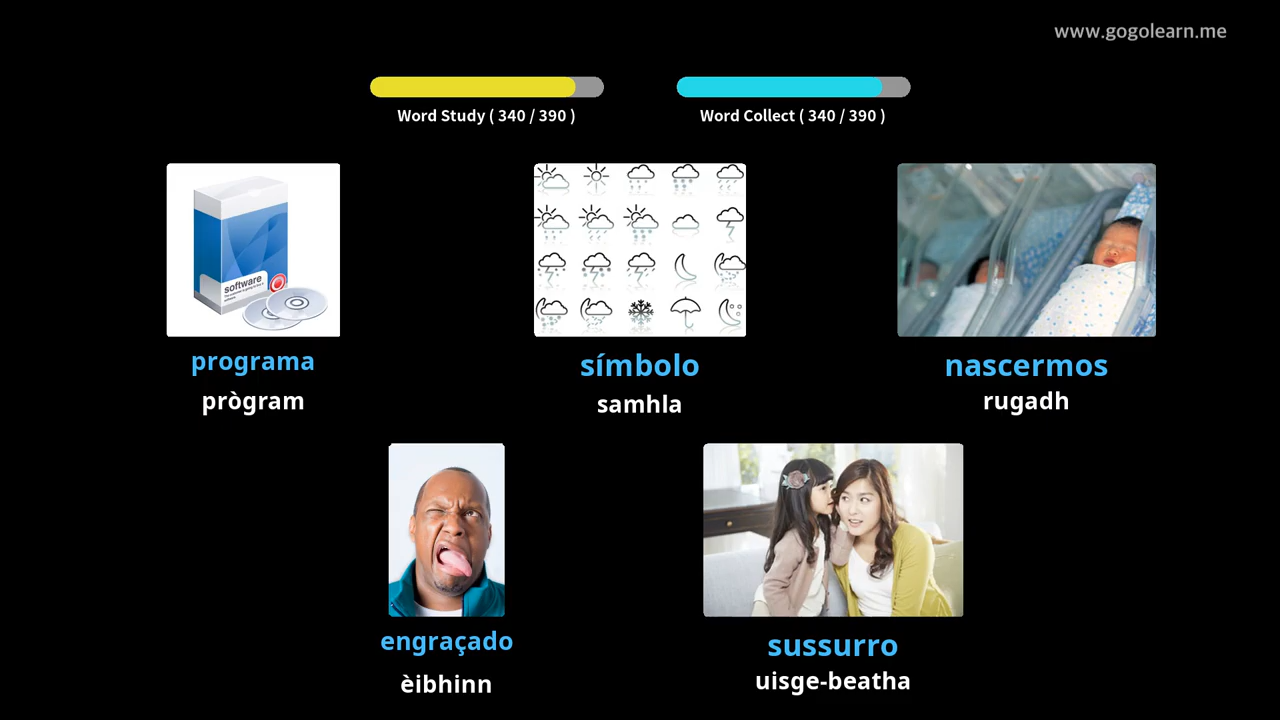 www.gogolearn.me
Word Study ( 340 / 390 )
Word Collect ( 340 / 390 )
software
programa
prògram
símbolo
samhla
nascermos
rugadh
engraçado
èibhinn
sussurro
uisge-beatha